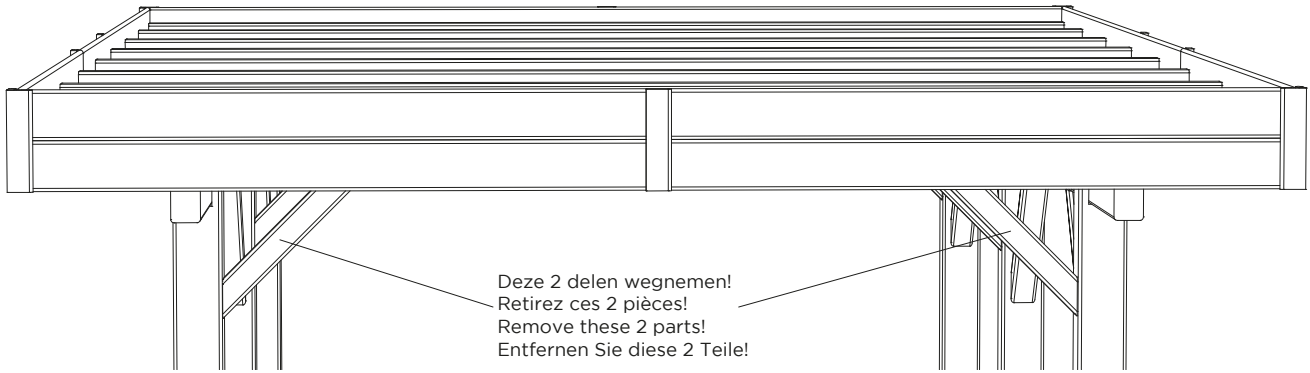 Deze 2 delen wegnemen!
Retirez ces 2 pièces!
Remove these 2 parts!
Entfernen Sie diese 2 Teile!